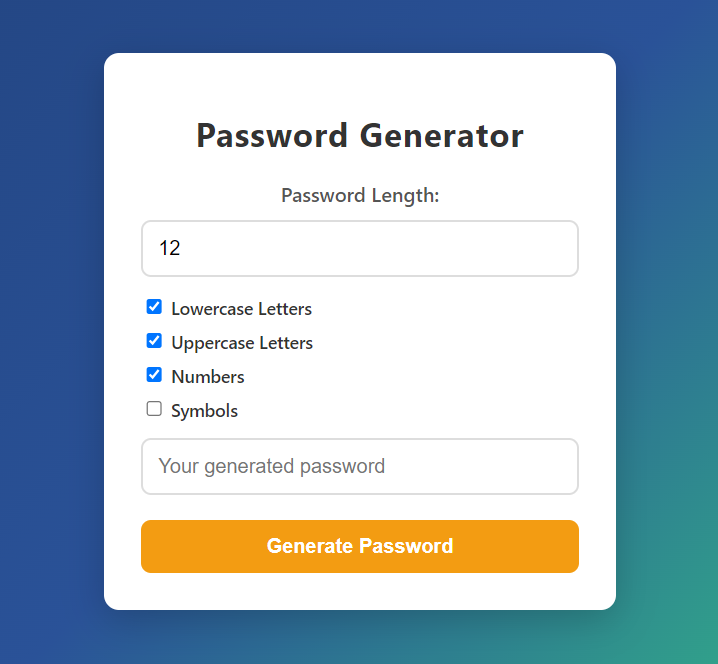 Password Generator
Password Length:
12
Lowercase Letters
Uppercase Letters
Numbers
Symbols
Your generated password
Generate Password